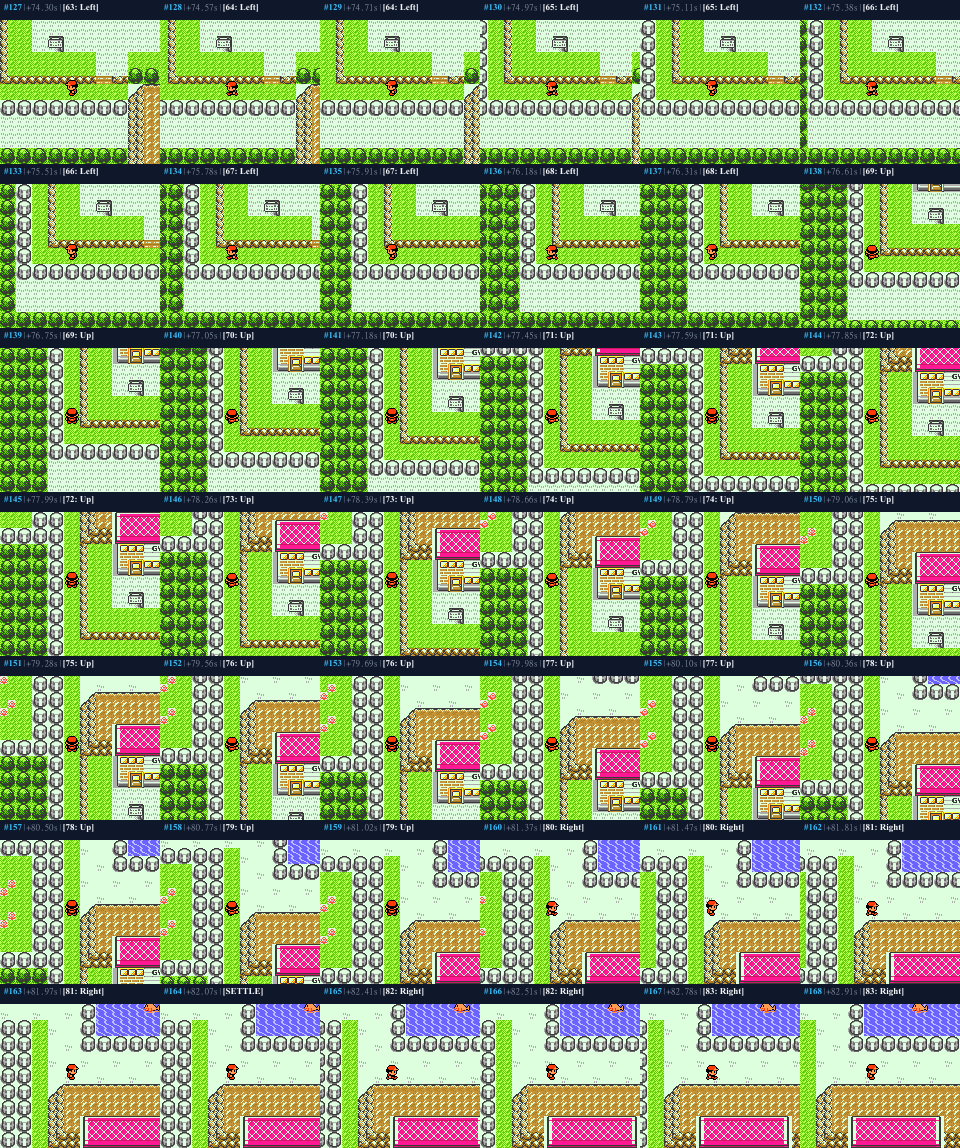 #127|+74.30s|[63: Left] #128|+74.57s|[64: Left] #129|+74.71s|[64: Left] #130|+74.97s|[65: Left] #131|+75.11s|[65: Left] #132|+75.38s|[66: Left]
#133|+75.51s|[66: Left] #134|+75.78s|[67: Left] #135|+75.91s|[67: Left] #136|+76.18s|[68: Left] #137|+76.31s|[68: Left] #138|+76.61s|[69: Up]
#139|+76.75s|[69: Up] #140|+77.05s|[70: Up] #141|+77.18s|[70: Up] #142|+77.45s|[71: Up] #143|+77.59s|[71: Up] #144|+77.85s|[72: Up]
#145|+77.99s|[72: Up] #146|+78.26s|[73: Up] #147|+78.39s|[73: Up] #148|+78.66s|[74: Up] #149|+78.79s|[74: Up] #150|+79.06s|[75: Up]
#151|+79.28s|[75: Up] #152|+79.56s|[76: Up] #153|+79.69s|[76: Up] #154|+79.98s|[77: Up] #155|+80.10s|[77: Up] #156|+80.36s|[78: Up]
#157|+80.50s|[78: Up] #158|+80.77s|[79: Up] #159|+81.02s|[79: Up] #160|+81.37s|[80: Right] #161|+81.47s|[80: Right] #162|+81.81s|[81: Right]
#163|+81.97s|[81: Right] #164|+82.07s|[SETTLE] #165|+82.41s|[82: Right] #166|+82.51s|[82: Right] #167|+82.78s|[83: Right] #168|+82.91s|[83: Right]